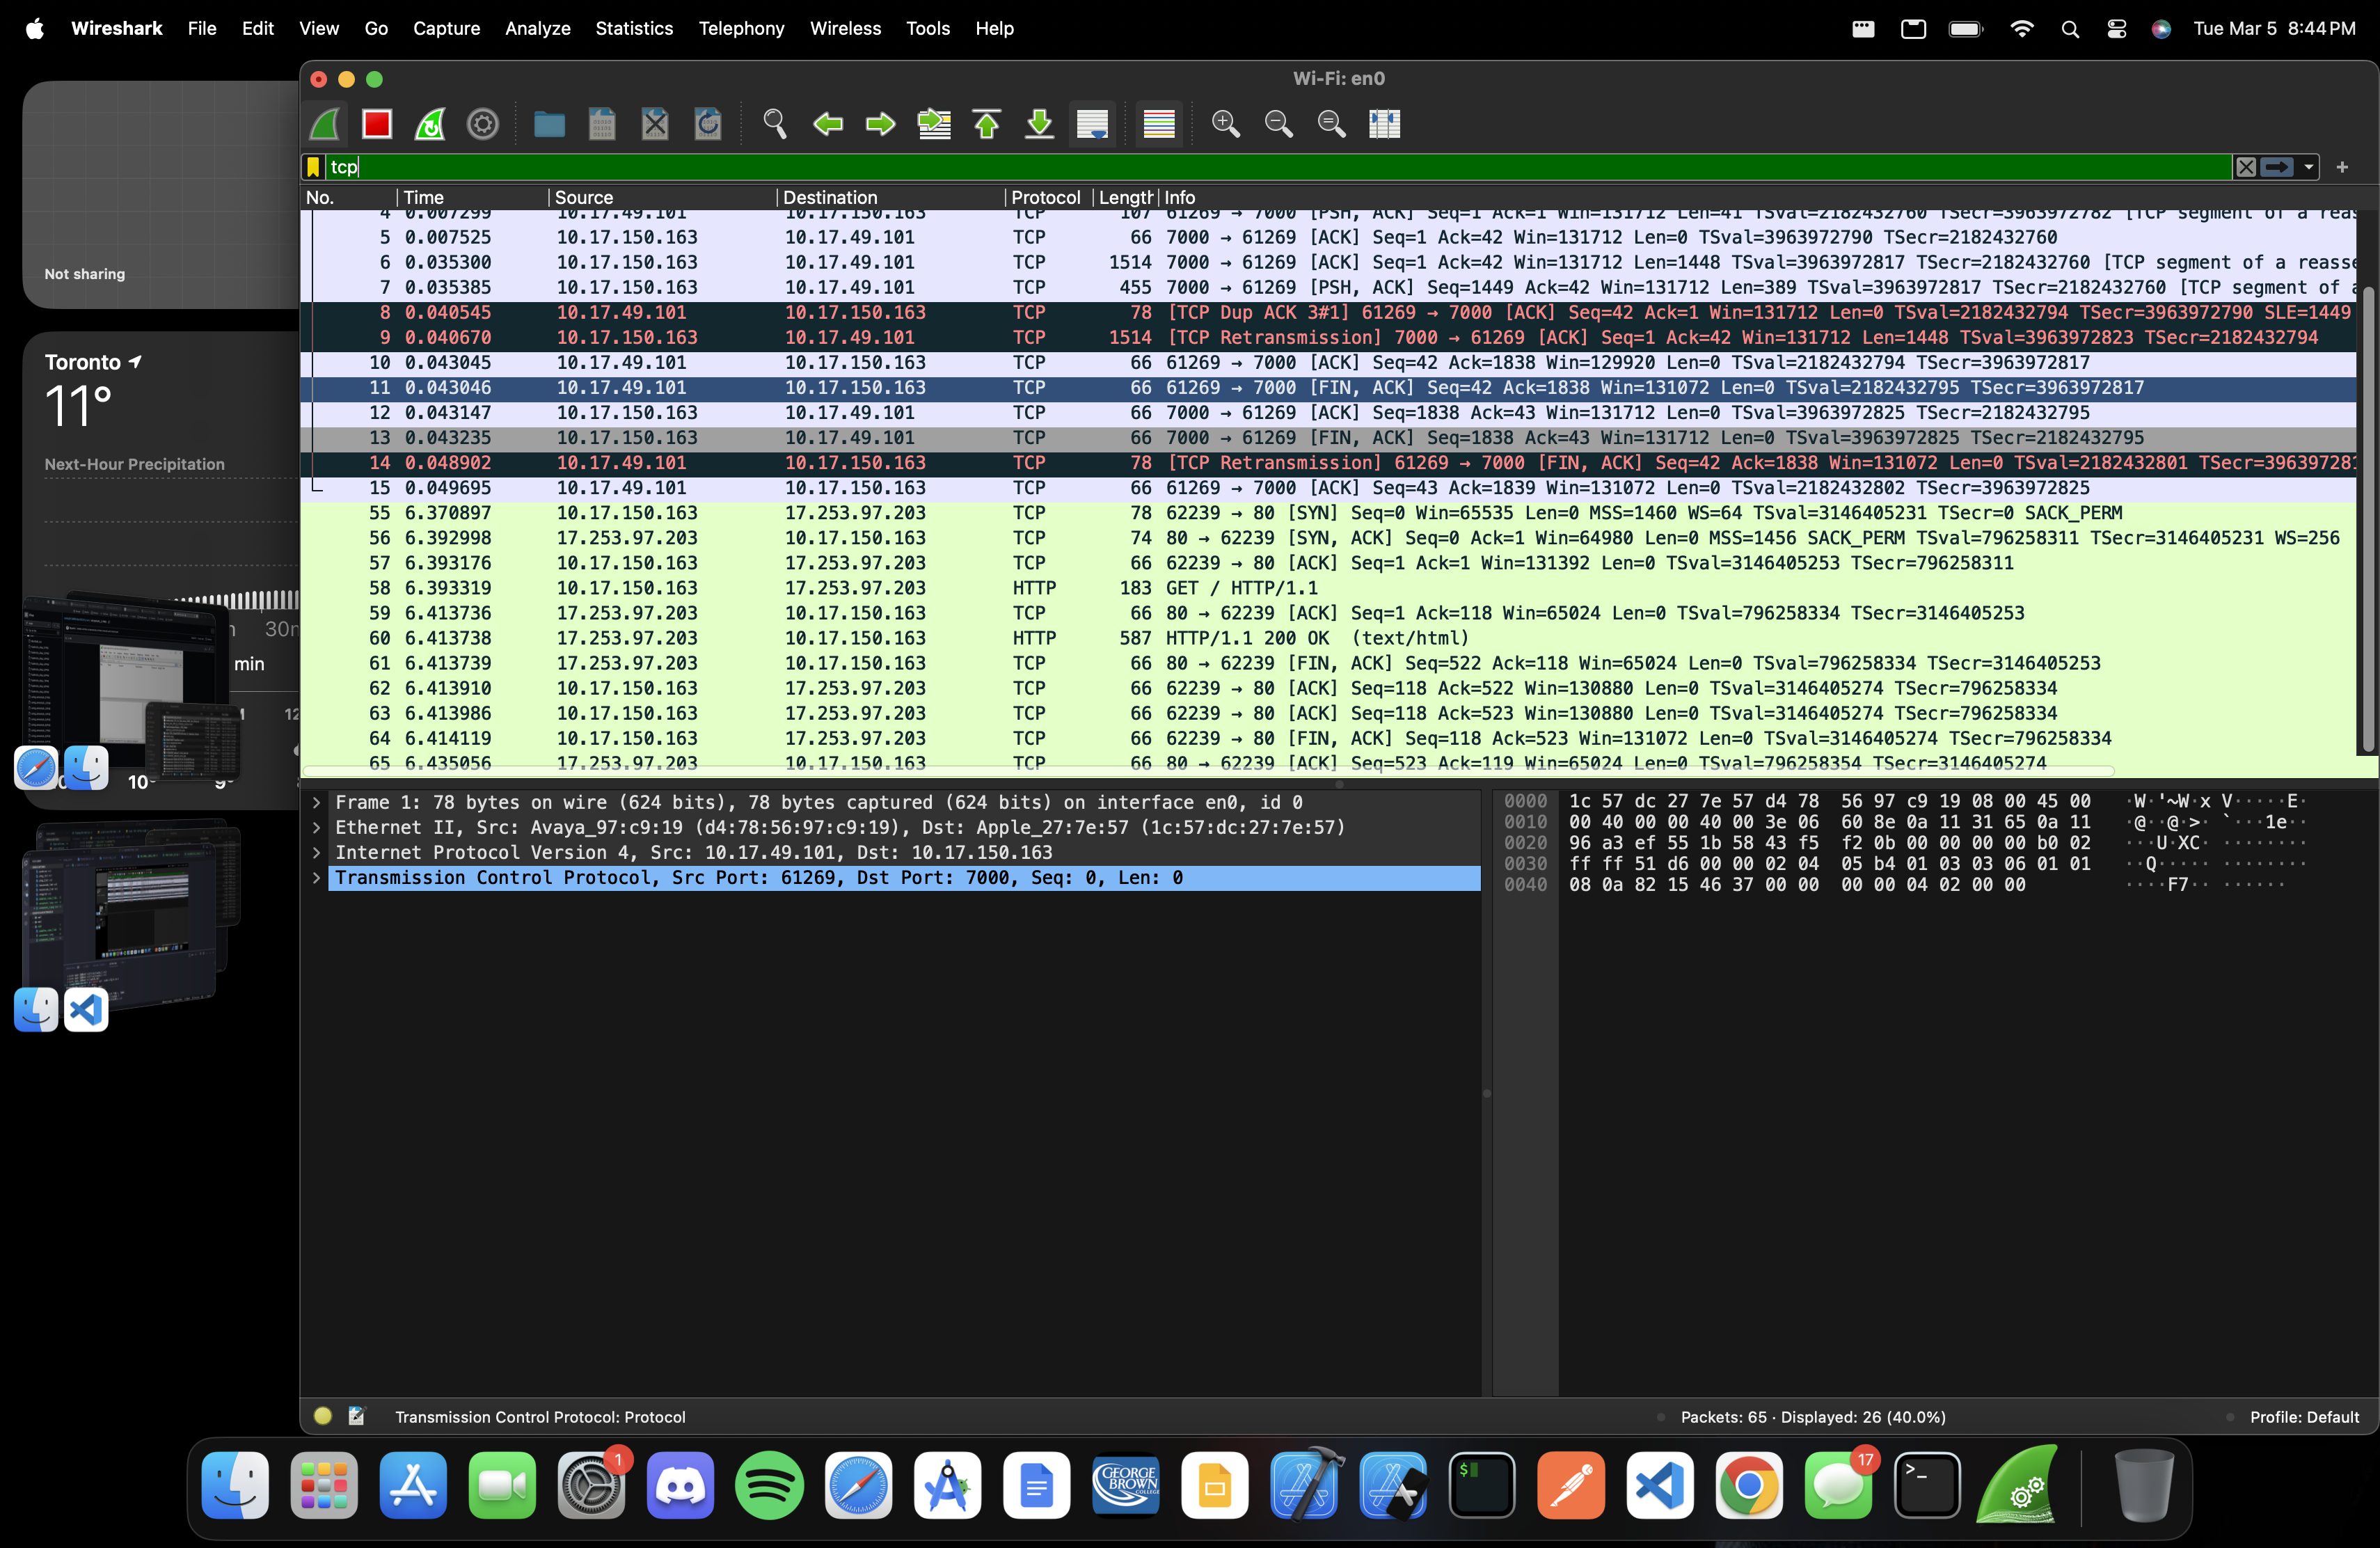 Wireshark File Edit View Go Capture Analyze Statistics Telephony Wireless Tools Help Tue Mar 5 8:44 PM
Not sharing
Toronto
11°
Next-Hour Precipitation
30m
min
12
10°
9°
Wi-Fi: en0
tcp
No. Time Source Destination Protocol Length Info
4 0.007299 10.17.49.101 10.17.150.163 TCP 107 61269 → 7000 [PSH, ACK] Seq=1 Ack=1 Win=131712 Len=41 TSval=2182432760 TSecr=3963972782 [TCP segment of a reas
5 0.007525 10.17.150.163 10.17.49.101 TCP 66 7000 → 61269 [ACK] Seq=1 Ack=42 Win=131712 Len=0 TSval=3963972790 TSecr=2182432760
6 0.035300 10.17.150.163 10.17.49.101 TCP 1514 7000 → 61269 [ACK] Seq=1 Ack=42 Win=131712 Len=1448 TSval=3963972817 TSecr=2182432760 [TCP segment of a reasse
7 0.035385 10.17.150.163 10.17.49.101 TCP 455 7000 → 61269 [PSH, ACK] Seq=1449 Ack=42 Win=131712 Len=389 TSval=3963972817 TSecr=2182432760 [TCP segment of a
8 0.040545 10.17.49.101 10.17.150.163 TCP 78 [TCP Dup ACK 3#1] 61269 → 7000 [ACK] Seq=42 Ack=1 Win=131712 Len=0 TSval=2182432794 TSecr=3963972790 SLE=1449
9 0.040670 10.17.150.163 10.17.49.101 TCP 1514 [TCP Retransmission] 7000 → 61269 [ACK] Seq=1 Ack=42 Win=131712 Len=1448 TSval=3963972823 TSecr=2182432794
10 0.043045 10.17.49.101 10.17.150.163 TCP 66 61269 → 7000 [ACK] Seq=42 Ack=1838 Win=129920 Len=0 TSval=2182432794 TSecr=3963972817
11 0.043046 10.17.49.101 10.17.150.163 TCP 66 61269 → 7000 [FIN, ACK] Seq=42 Ack=1838 Win=131072 Len=0 TSval=2182432795 TSecr=3963972817
12 0.043147 10.17.150.163 10.17.49.101 TCP 66 7000 → 61269 [ACK] Seq=1838 Ack=43 Win=131712 Len=0 TSval=3963972825 TSecr=2182432795
13 0.043235 10.17.150.163 10.17.49.101 TCP 66 7000 → 61269 [FIN, ACK] Seq=1838 Ack=43 Win=131712 Len=0 TSval=3963972825 TSecr=2182432795
14 0.048902 10.17.49.101 10.17.150.163 TCP 78 [TCP Retransmission] 61269 → 7000 [FIN, ACK] Seq=42 Ack=1838 Win=131072 Len=0 TSval=2182432801 TSecr=396397281
15 0.049695 10.17.49.101 10.17.150.163 TCP 66 61269 → 7000 [ACK] Seq=43 Ack=1839 Win=131072 Len=0 TSval=2182432802 TSecr=3963972825
55 6.370897 10.17.150.163 17.253.97.203 TCP 78 62239 → 80 [SYN] Seq=0 Win=65535 Len=0 MSS=1460 WS=64 TSval=3146405231 TSecr=0 SACK_PERM
56 6.392998 17.253.97.203 10.17.150.163 TCP 74 80 → 62239 [SYN, ACK] Seq=0 Ack=1 Win=64980 Len=0 MSS=1456 SACK_PERM TSval=796258311 TSecr=3146405231 WS=256
57 6.393176 10.17.150.163 17.253.97.203 TCP 66 62239 → 80 [ACK] Seq=1 Ack=1 Win=131392 Len=0 TSval=3146405253 TSecr=796258311
58 6.393319 10.17.150.163 17.253.97.203 HTTP 183 GET / HTTP/1.1
59 6.413736 17.253.97.203 10.17.150.163 TCP 66 80 → 62239 [ACK] Seq=1 Ack=118 Win=65024 Len=0 TSval=796258334 TSecr=3146405253
60 6.413738 17.253.97.203 10.17.150.163 HTTP 587 HTTP/1.1 200 OK (text/html)
61 6.413739 17.253.97.203 10.17.150.163 TCP 66 80 → 62239 [FIN, ACK] Seq=522 Ack=118 Win=65024 Len=0 TSval=796258334 TSecr=3146405253
62 6.413910 10.17.150.163 17.253.97.203 TCP 66 62239 → 80 [ACK] Seq=118 Ack=522 Win=130880 Len=0 TSval=3146405274 TSecr=796258334
63 6.413986 10.17.150.163 17.253.97.203 TCP 66 62239 → 80 [ACK] Seq=118 Ack=523 Win=130880 Len=0 TSval=3146405274 TSecr=796258334
64 6.414119 10.17.150.163 17.253.97.203 TCP 66 62239 → 80 [FIN, ACK] Seq=118 Ack=523 Win=131072 Len=0 TSval=3146405274 TSecr=796258334
65 6.435056 17.253.97.203 10.17.150.163 TCP 66 80 → 62239 [ACK] Seq=523 Ack=119 Win=65024 Len=0 TSval=796258354 TSecr=3146405274
Frame 1: 78 bytes on wire (624 bits), 78 bytes captured (624 bits) on interface en0, id 0
Ethernet II, Src: Avaya_97:c9:19 (d4:78:56:97:c9:19), Dst: Apple_27:7e:57 (1c:57:dc:27:7e:57)
Internet Protocol Version 4, Src: 10.17.49.101, Dst: 10.17.150.163
Transmission Control Protocol, Src Port: 61269, Dst Port: 7000, Seq: 0, Len: 0
0000 1c 57 dc 27 7e 57 d4 78 56 97 c9 19 08 00 45 00 ·W·'~W·x V·····E·
0010 00 40 00 00 40 00 3e 06 60 8e 0a 11 31 65 0a 11 ·@··@·>· `···1e··
0020 96 a3 ef 55 1b 58 43 f5 f2 0b 00 00 00 00 b0 02 ···U·XC· ········
0030 ff ff 51 d6 00 00 02 04 05 b4 01 03 03 06 01 01 ··Q····· ········
0040 08 0a 82 15 46 37 00 00 00 00 04 02 00 00 ····F7·· ······
Transmission Control Protocol: Protocol Packets: 65 · Displayed: 26 (40.0%) Profile: Default
1
GEORGE BROWN COLLEGE
$
17
>_